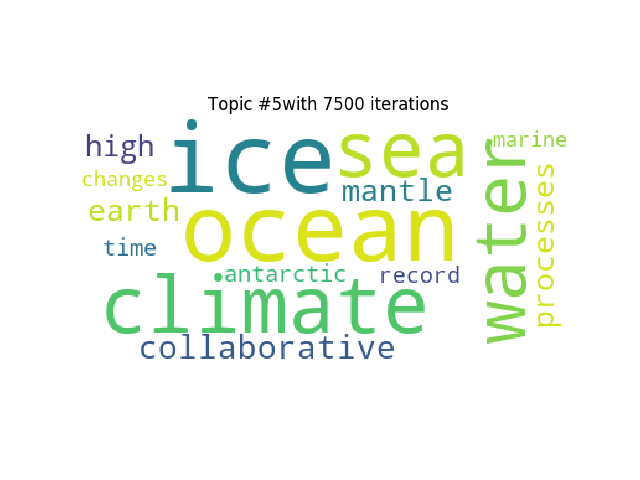 Topic #5with 7500 iterations
high
ice
sea
marine
changes
mantle
earth
ocean
water
processes
time
antarctic
record
climate
collaborative